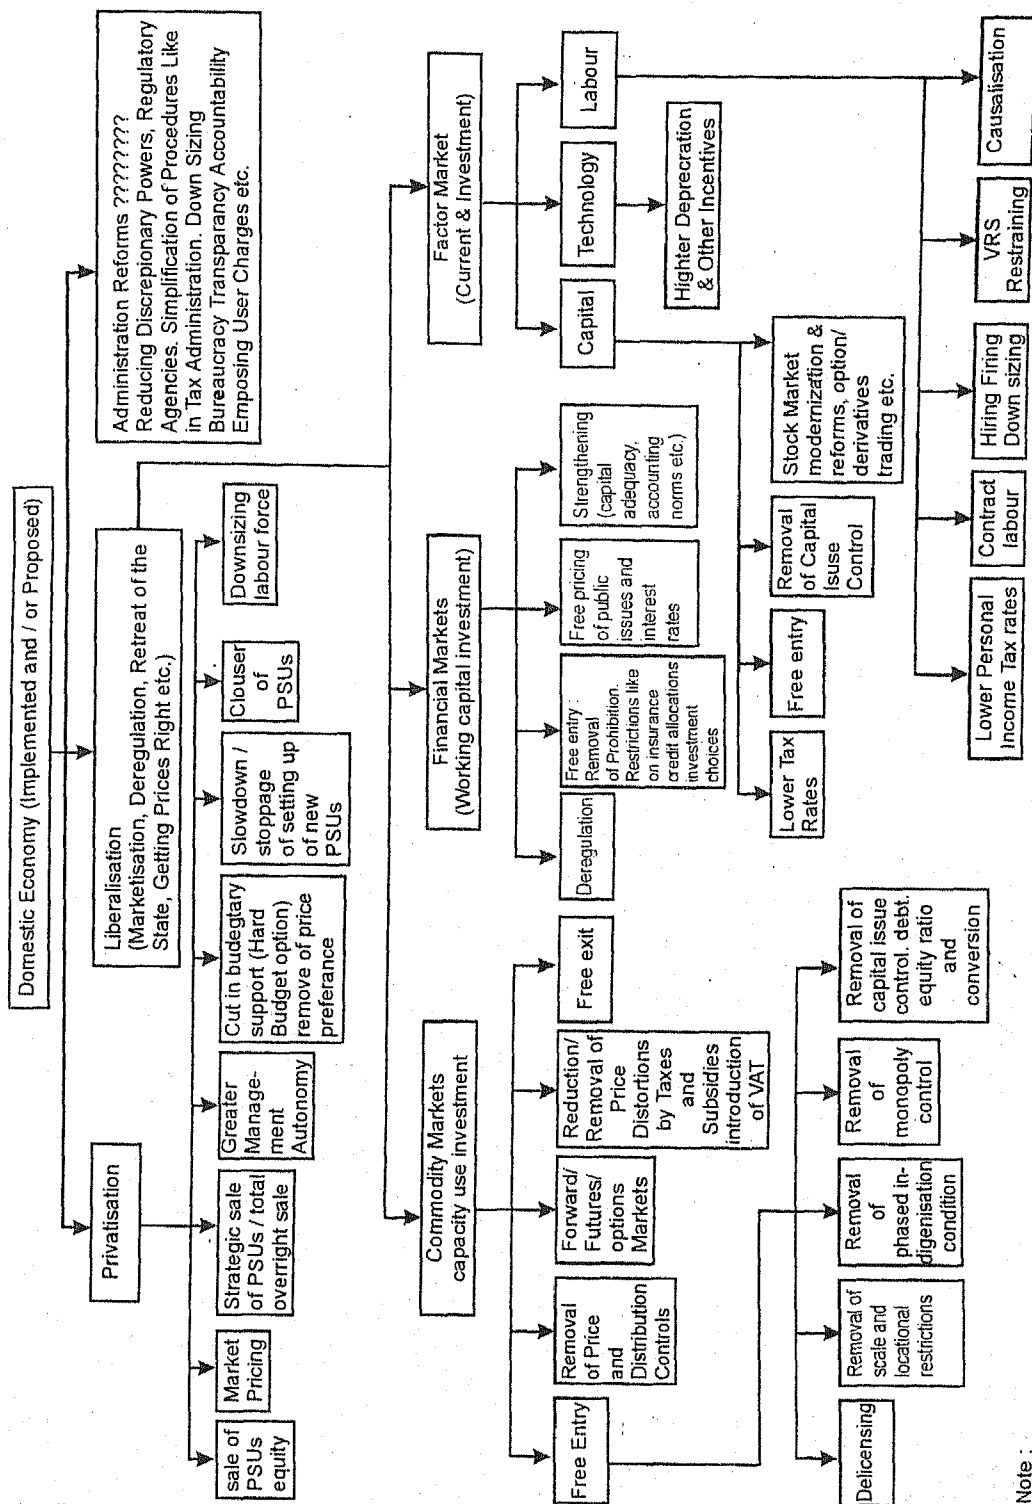 Domestic Economy (Implemented and / or Proposed)
Privatisation
Liberalisation
(Marketisation, Deregulation, Retreat of the
State, Getting Prices Right etc.)
Administration Reforms ????????
Reducing Discrepionary Powers, Regulatory
Agencies. Simplification of Procedures Like
in Tax Administration. Down Sizing
Bureaucracy Transparancy Accountability
Emposing User Charges etc.
sale of
PSUs
equity
Market
Pricing
Strategic sale
of PSUs / total
overright sale
Greater
Manage-
ment
Autonomy
Cut in budegtary
support (Hard
Budget option)
remove of price
preferance
Slowdown /
stoppage
of setting up
of new
PSUs
Clouser
of
PSUs
Downsizing
labour force
Commodity Markets
capacity use investment
Financial Markets
(Working capital investment)
Factor Market
(Current & Investment)
Free Entry
Removal
of Price
and
Distribution
Controls
Forward/
Futures/
options
Markets
Reduction/
Removal of
Price
Distortions
by Taxes
and
Subsidies
introduction
of VAT
Free exit
Deregulation
Free entry :
Removal
of Prohibition.
Restrictions like
on insurance
credit allocations
investment
choices
Free pricing
of public
issues and
interest
rates
Strengthening
(capital
adequacy,
accounting
norms etc.)
Capital
Technology
Labour
Highter Deprecration
& Other Incentives
Lower Tax
Rates
Free entry
Removal
of Capital
Isuse
Control
Stock Market
modernization &
reforms, option/
derivatives
trading etc.
Delicensing
Removal of
scale and
locational
restrictions
Removal
of
phased in-
digenisation
condition
Removal
of
monopoly
control
Removal of
capital issue
control. debt.
equity ratio
and
conversion
Lower Personal
Income Tax rates
Contract
labour
Hiring Firing
Down sizing
VRS
Restraining
Causalisation
Note :